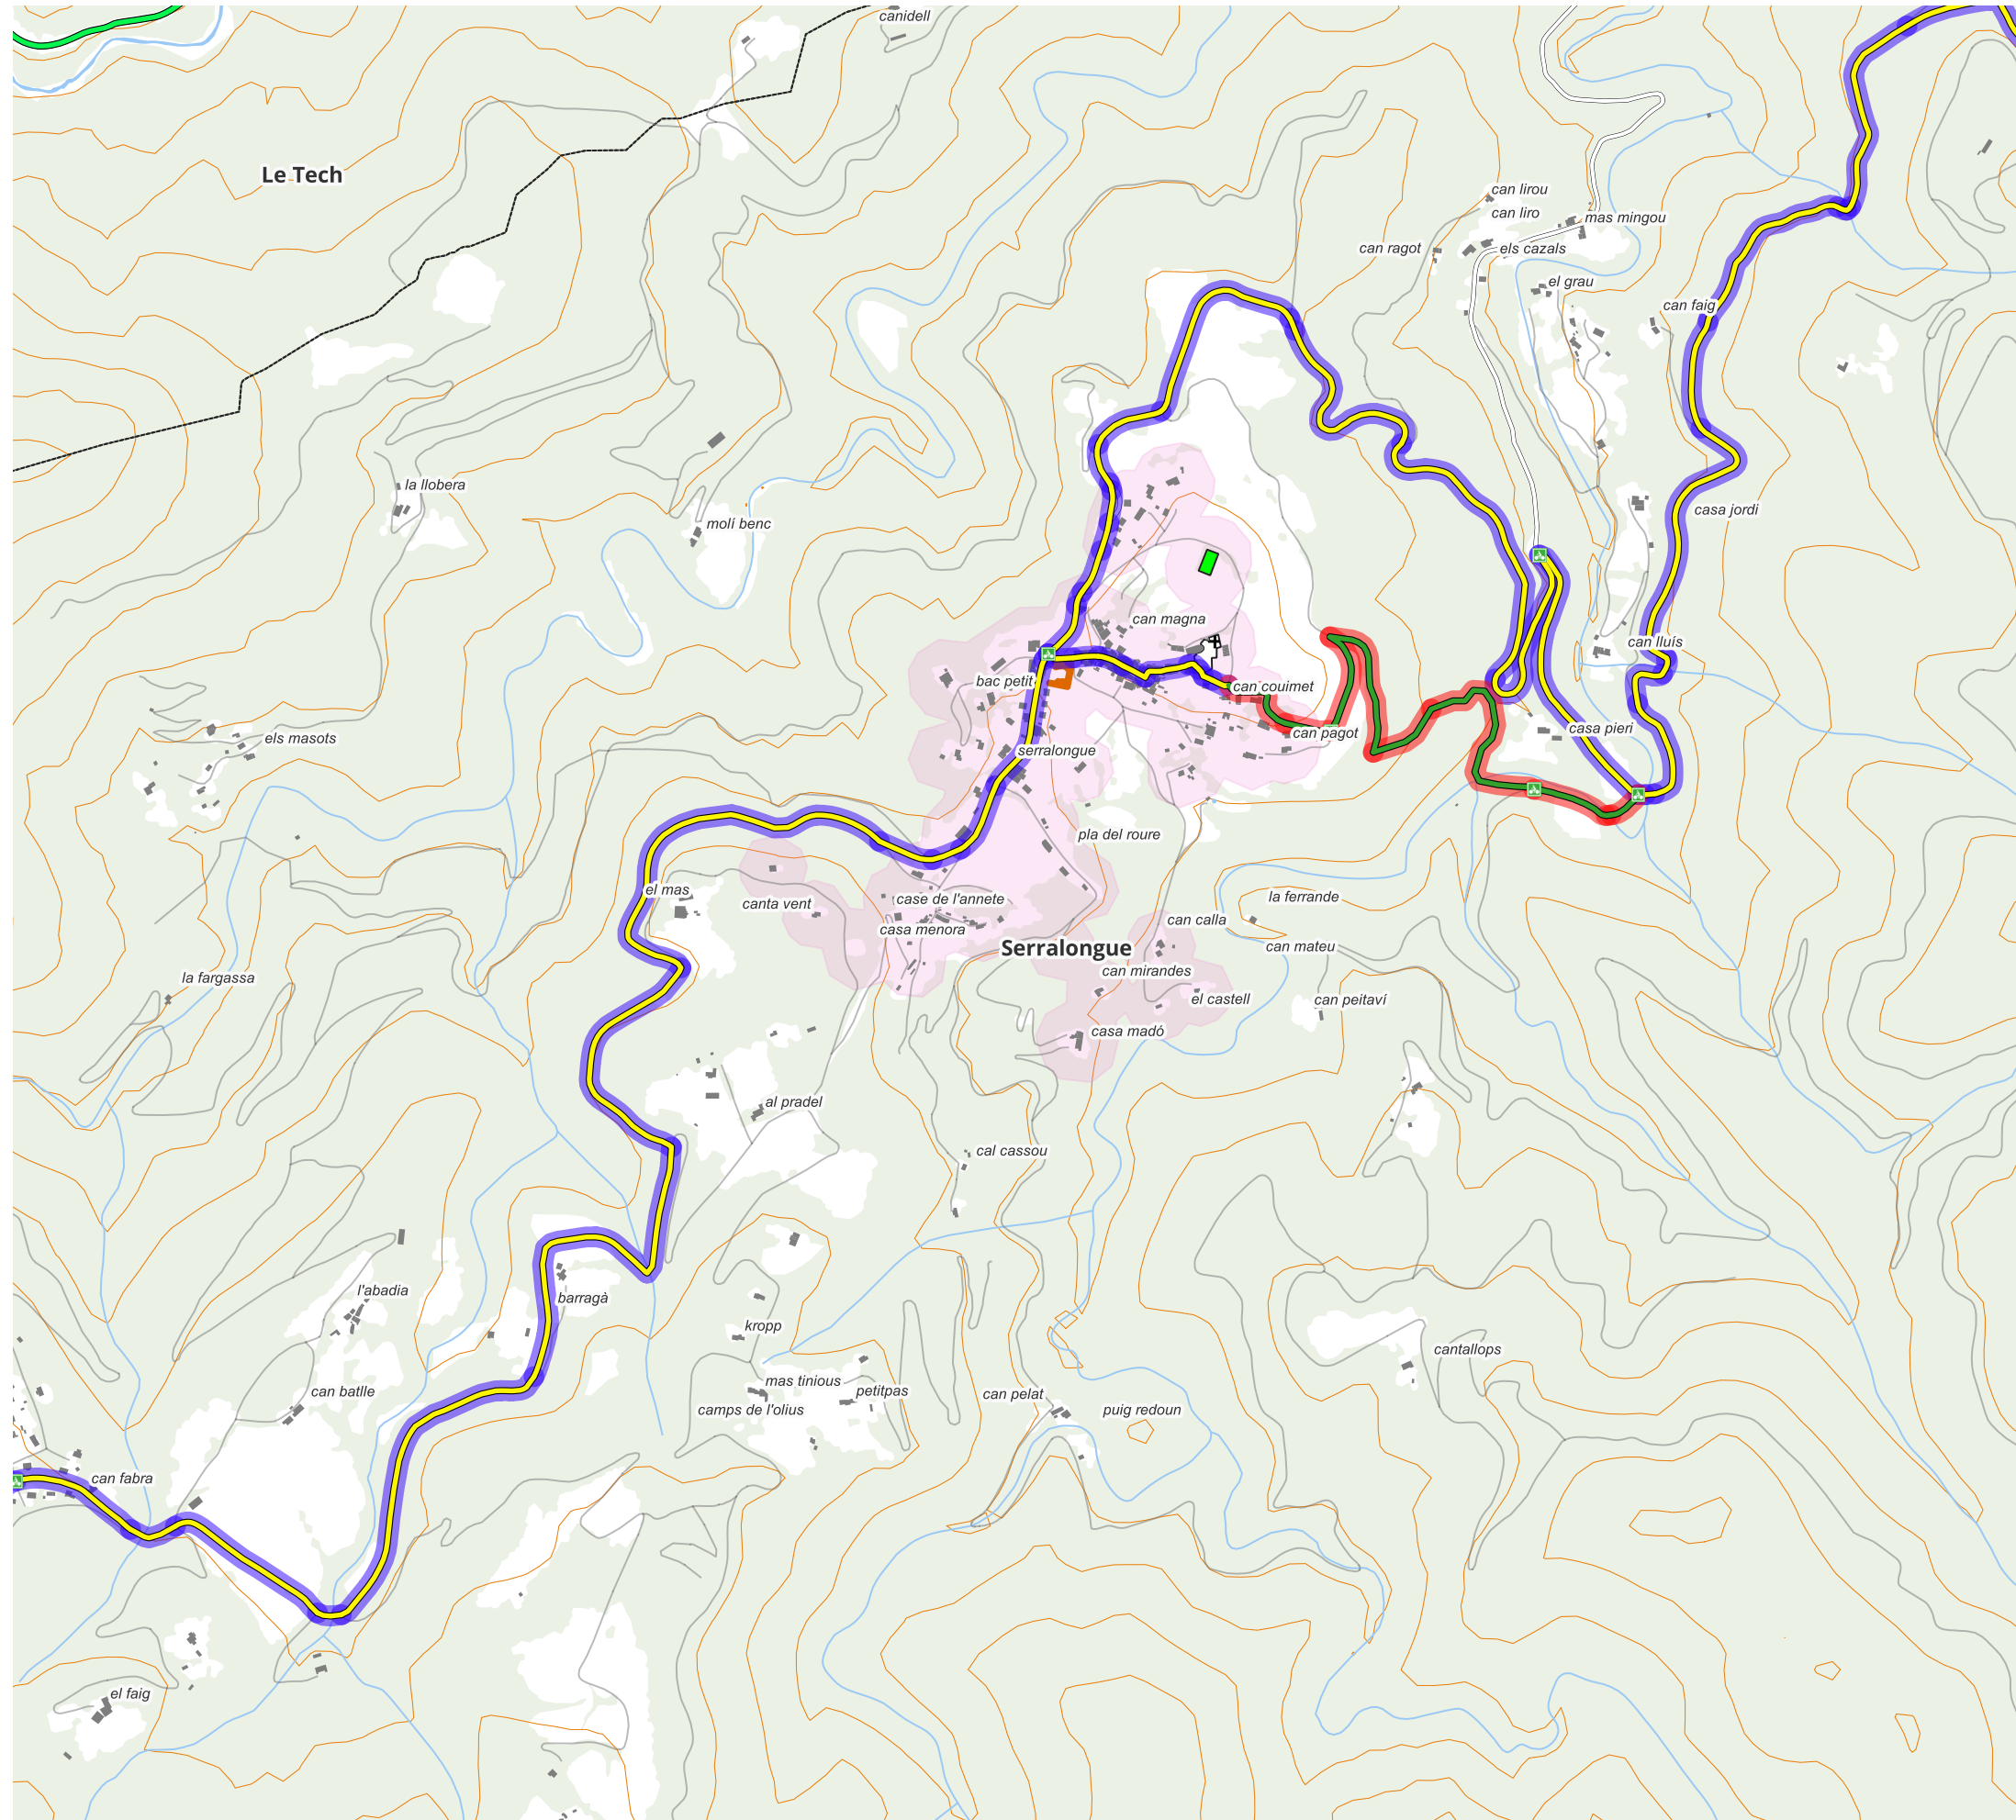 canidell
Le Tech
can lirou
can liro
mas mingou
can ragot
els cazals
el grau
can faig
la llobera
casa jordi
molí benc
can magna
can lluís
bac petit
can couimet
casa pieri
can pagot
els masots
serralongue
pla del roure
el mas
la ferrande
canta vent
case de l'annete
can calla
casa menora
Serralongue
can mateu
can mirandes
la fargassa
el castell
can peitaví
casa madó
al pradel
cal cassou
l'abadia
barragà
kropp
cantallops
mas tinious
can batlle
petitpas
can pelat
camps de l'olius
puig redoun
can fabra
el faig